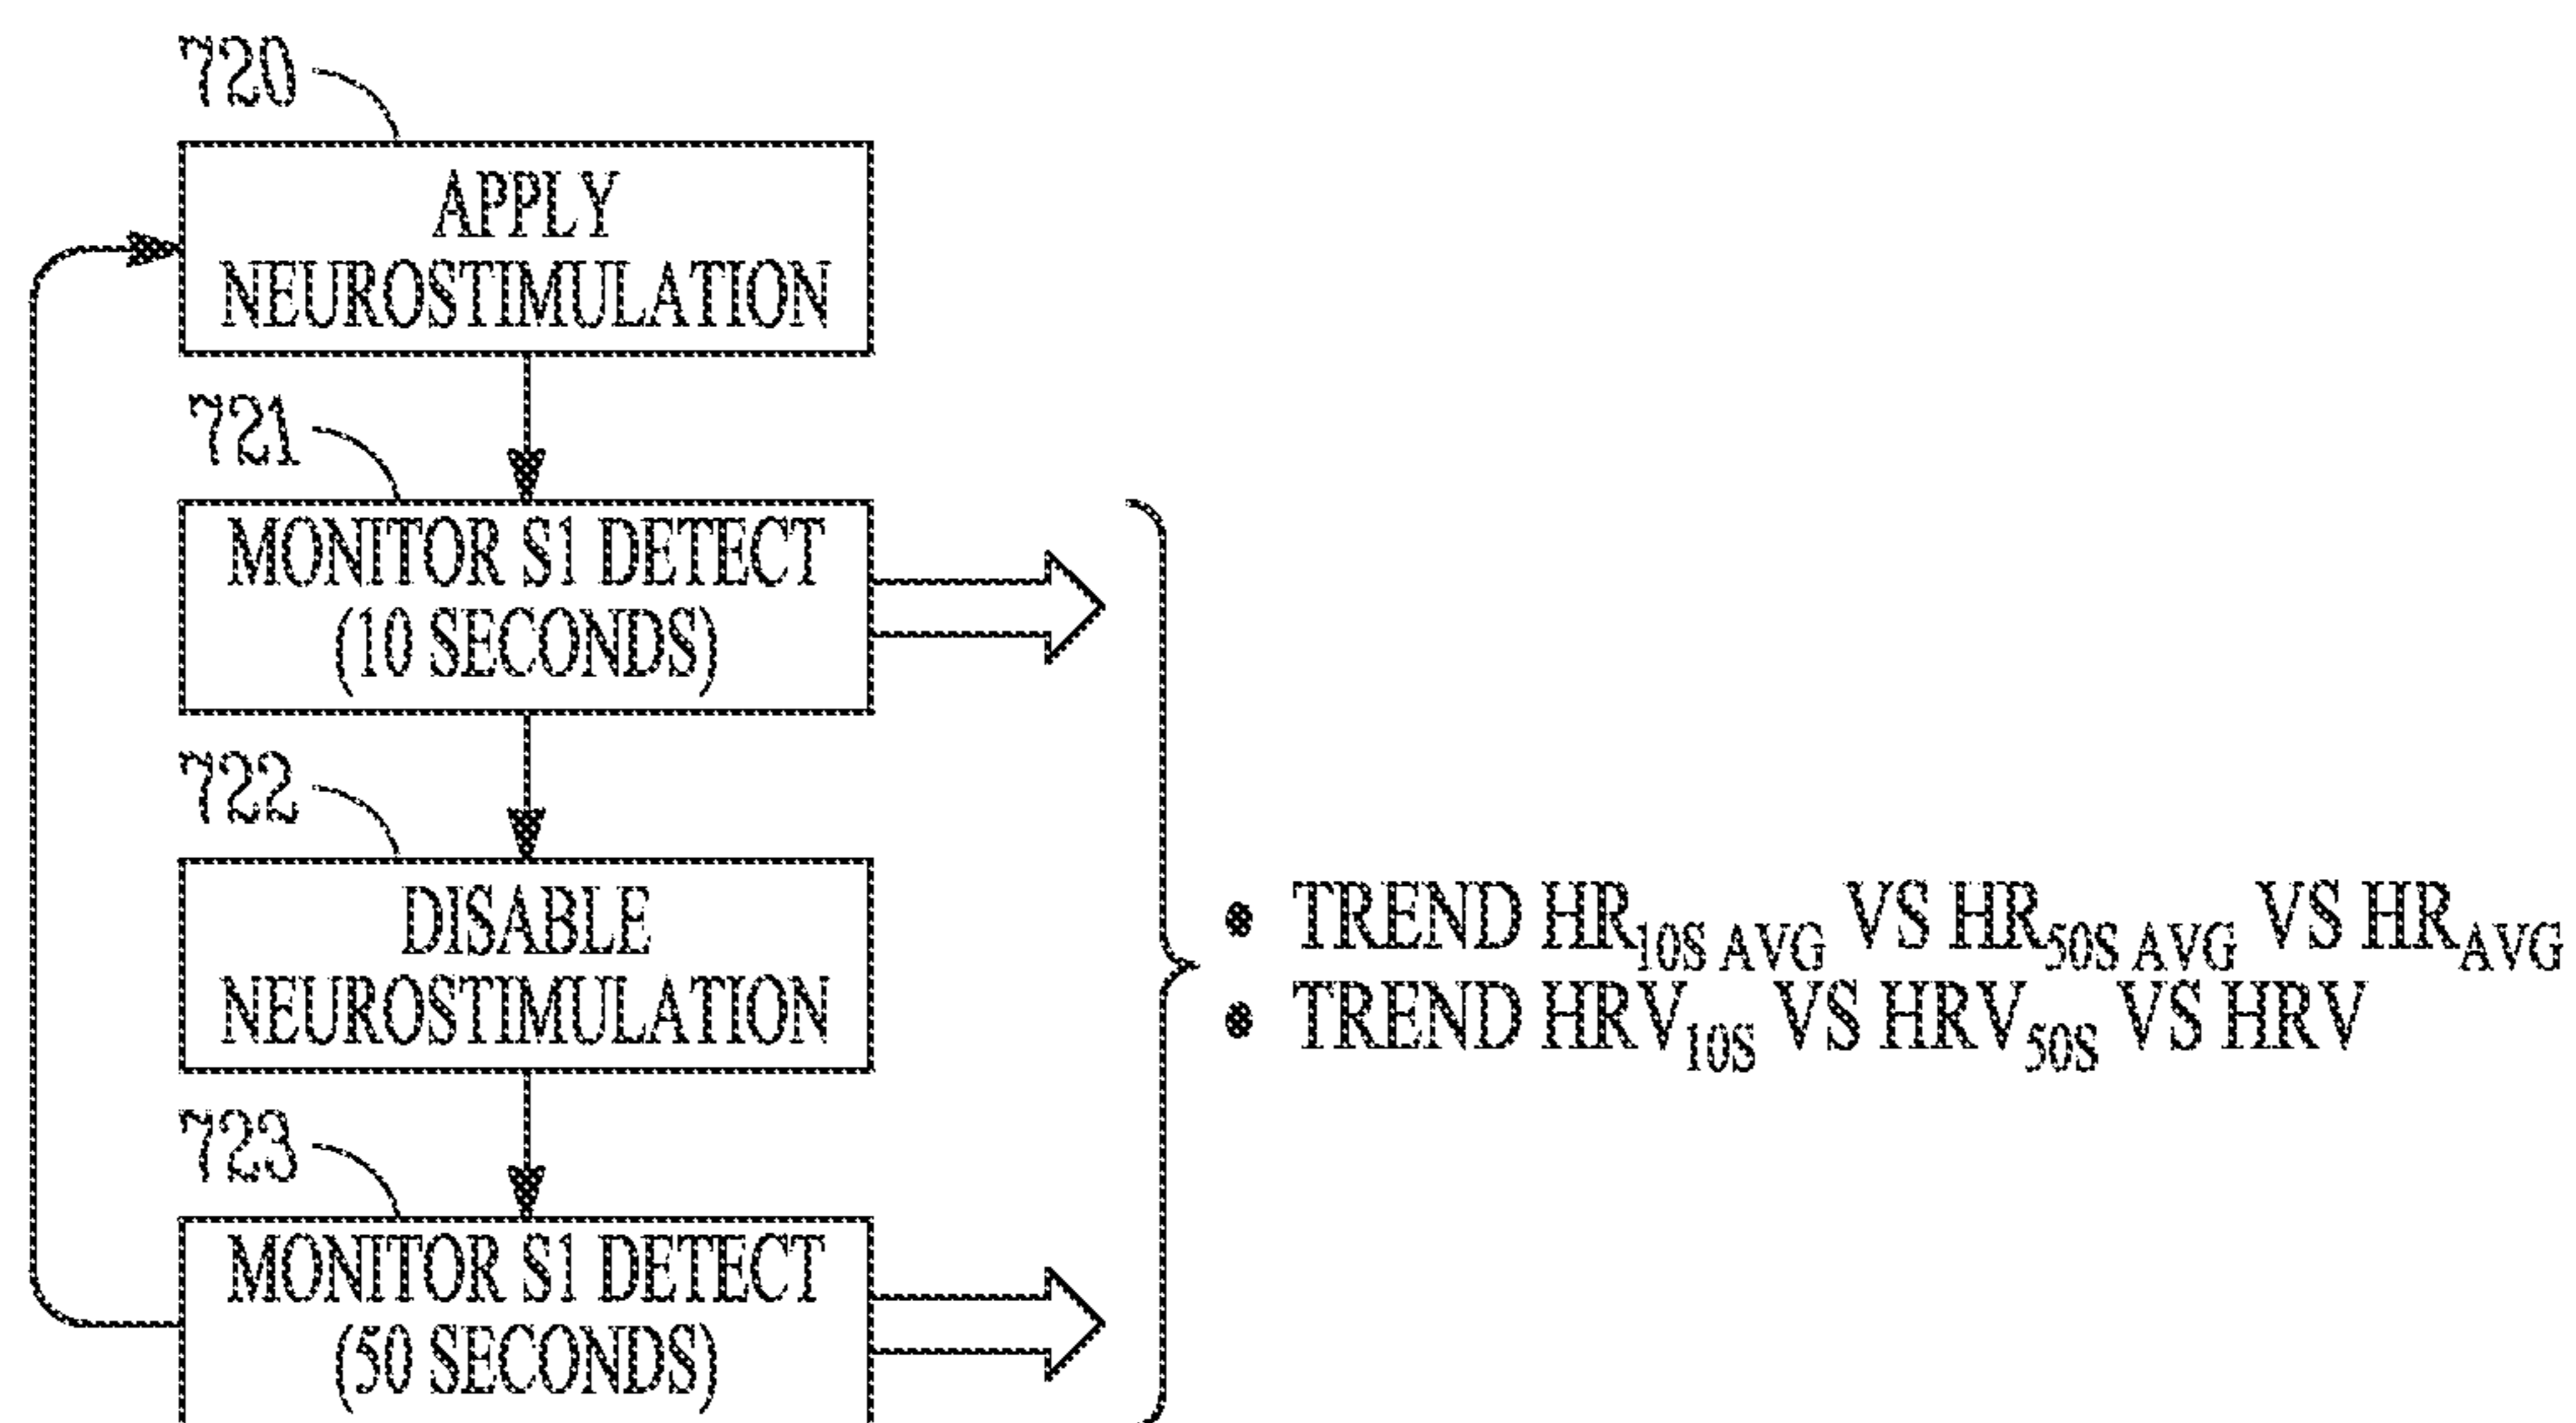 720
APPLY
NEUROSTIMULATION
721
MONITOR S1 DETECT
(10 SECONDS)
722
DISABLE
NEUROSTIMULATION
723
MONITOR S1 DETECT
(50 SECONDS)
• TREND HR10S AVG VS HR50S AVG VS HRAVG
• TREND HRV10S VS HRV50S VS HRV